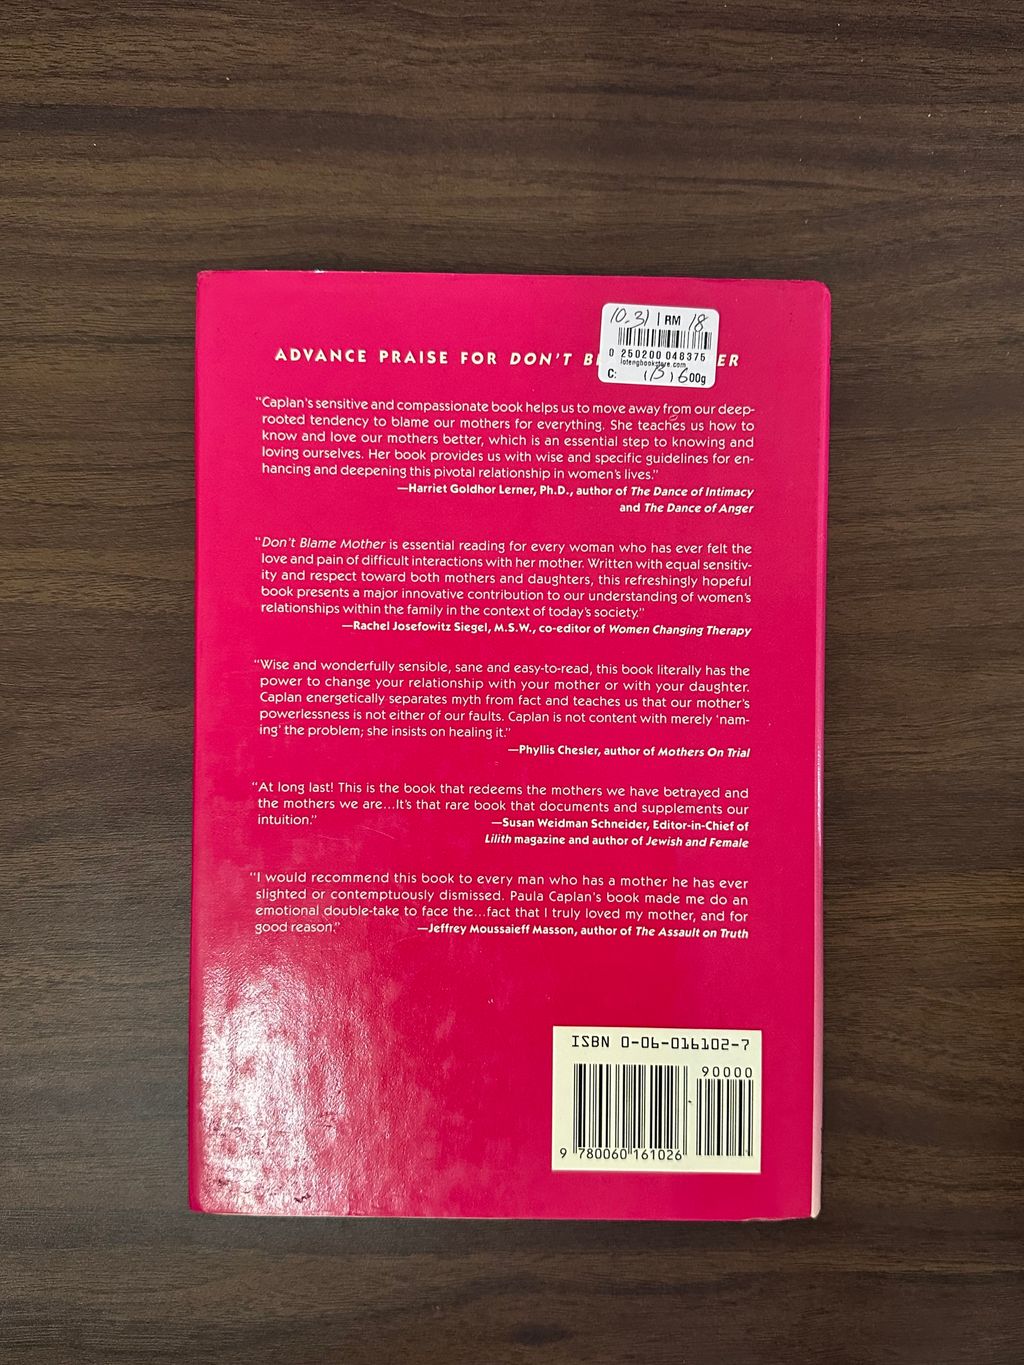 10.31 | RM 18
0 250200 048375
lotengbookstore.com
C: 600g
ADVANCE PRAISE FOR DON'T B ER
"Caplan's sensitive and compassionate book helps us to move away from our deep-
rooted tendency to blame our mothers for everything. She teaches us how to
know and love our mothers better, which is an essential step to knowing and
loving ourselves. Her book provides us with wise and specific guidelines for en-
hancing and deepening this pivotal relationship in women's lives."
—Harriet Goldhor Lerner, Ph.D., author of The Dance of Intimacy
and The Dance of Anger
"Don't Blame Mother is essential reading for every woman who has ever felt the
love and pain of difficult interactions with her mother. Written with equal sensitiv-
ity and respect toward both mothers and daughters, this refreshingly hopeful
book presents a major innovative contribution to our understanding of women's
relationships within the family in the context of today's society."
—Rachel Josefowitz Siegel, M.S.W., co-editor of Women Changing Therapy
"Wise and wonderfully sensible, sane and easy-to-read, this book literally has the
power to change your relationship with your mother or with your daughter.
Caplan energetically separates myth from fact and teaches us that our mother's
powerlessness is not either of our faults. Caplan is not content with merely 'nam-
ing' the problem; she insists on healing it."
—Phyllis Chesler, author of Mothers On Trial
"At long last! This is the book that redeems the mothers we have betrayed and
the mothers we are...It's that rare book that documents and supplements our
intuition." —Susan Weidman Schneider, Editor-in-Chief of
Lilith magazine and author of Jewish and Female
"I would recommend this book to every man who has a mother he has ever
slighted or contemptuously dismissed. Paula Caplan's book made me do an
emotional double-take to face the...fact that I truly loved my mother, and for
good reason." —Jeffrey Moussaieff Masson, author of The Assault on Truth
ISBN 0-06-016102-7
90000
9 780060 161026